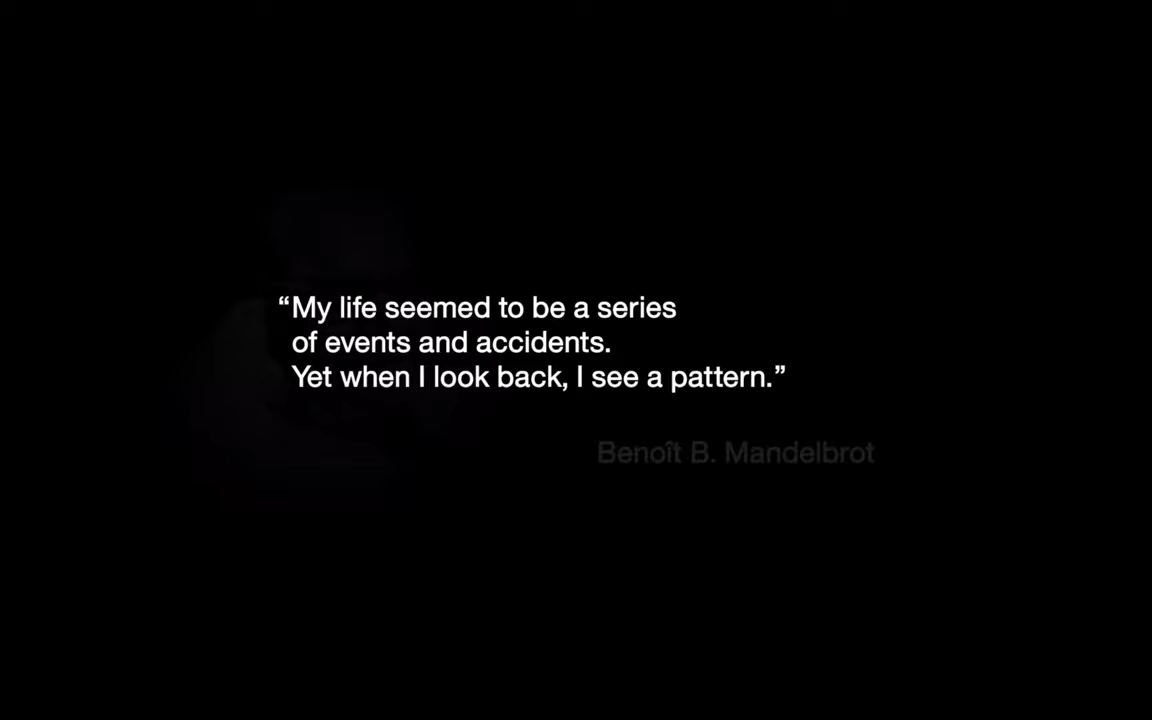 “My life seemed to be a series
of events and accidents.
Yet when I look back, I see a pattern.”
Benoît B. Mandelbrot